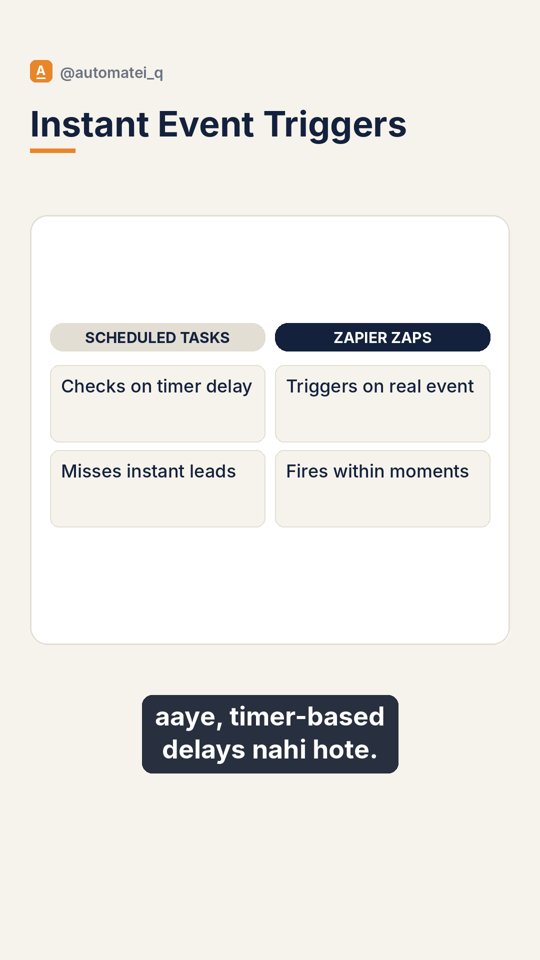 A
@automatei_q
Instant Event Triggers
SCHEDULED TASKS
ZAPIER ZAPS
Checks on timer delay
Triggers on real event
Misses instant leads
Fires within moments
aaye, timer-based
delays nahi hote.